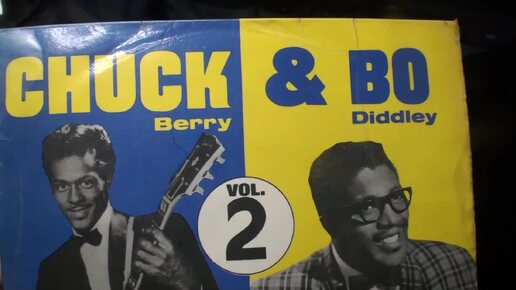 CHUCK & BO
Berry
Diddley
VOL.
2